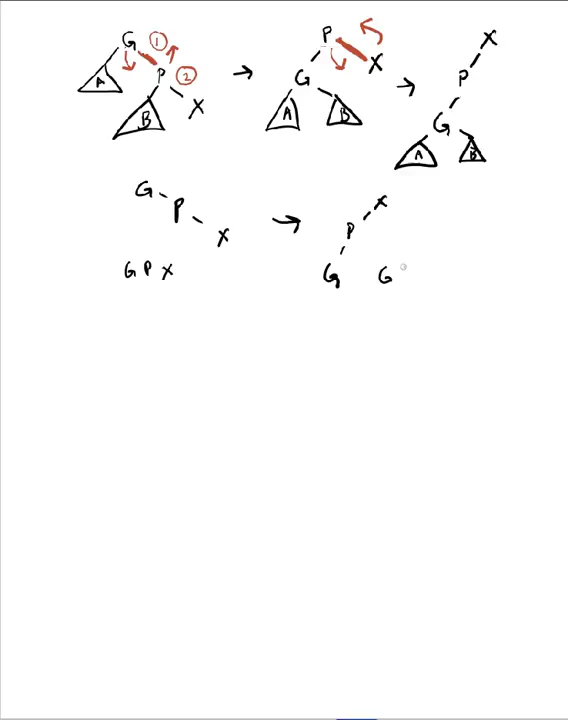 G ① P X
A P ② G X P
B X A B G
A B
G P X P X
G P X G G